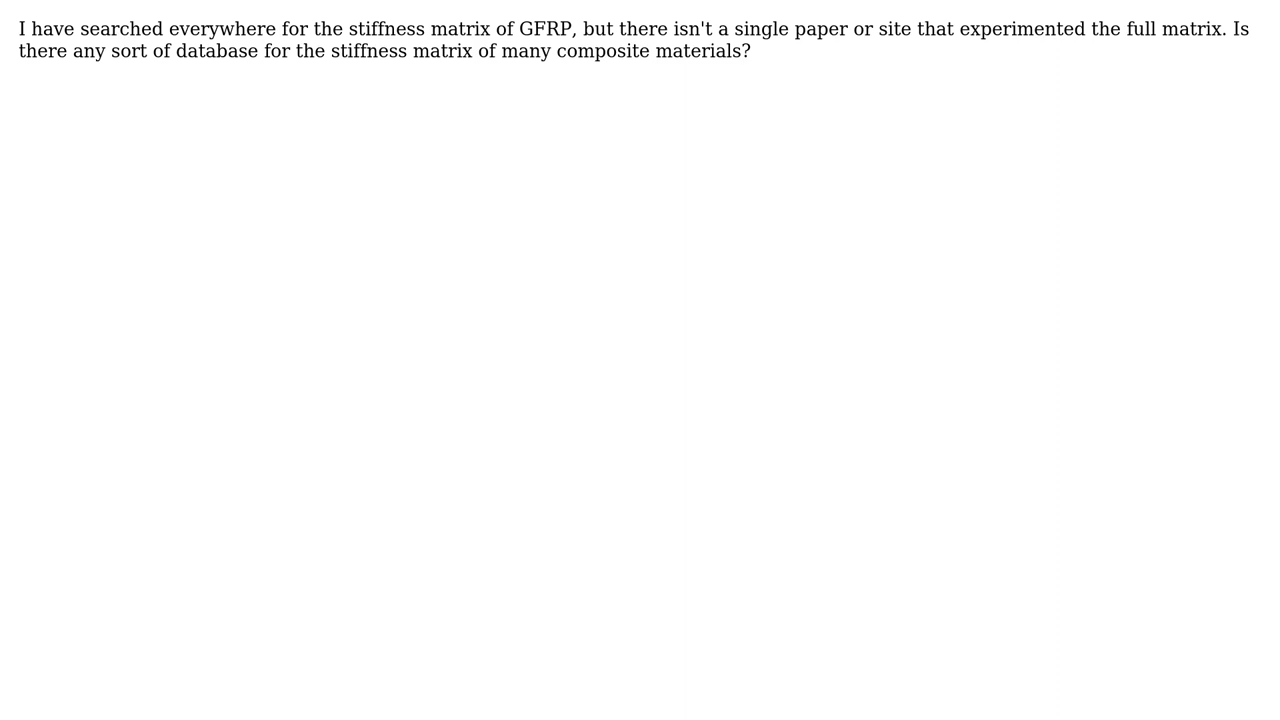 I have searched everywhere for the stiffness matrix of GFRP, but there isn't a single paper or site that experimented the full matrix. Is
there any sort of database for the stiffness matrix of many composite materials?